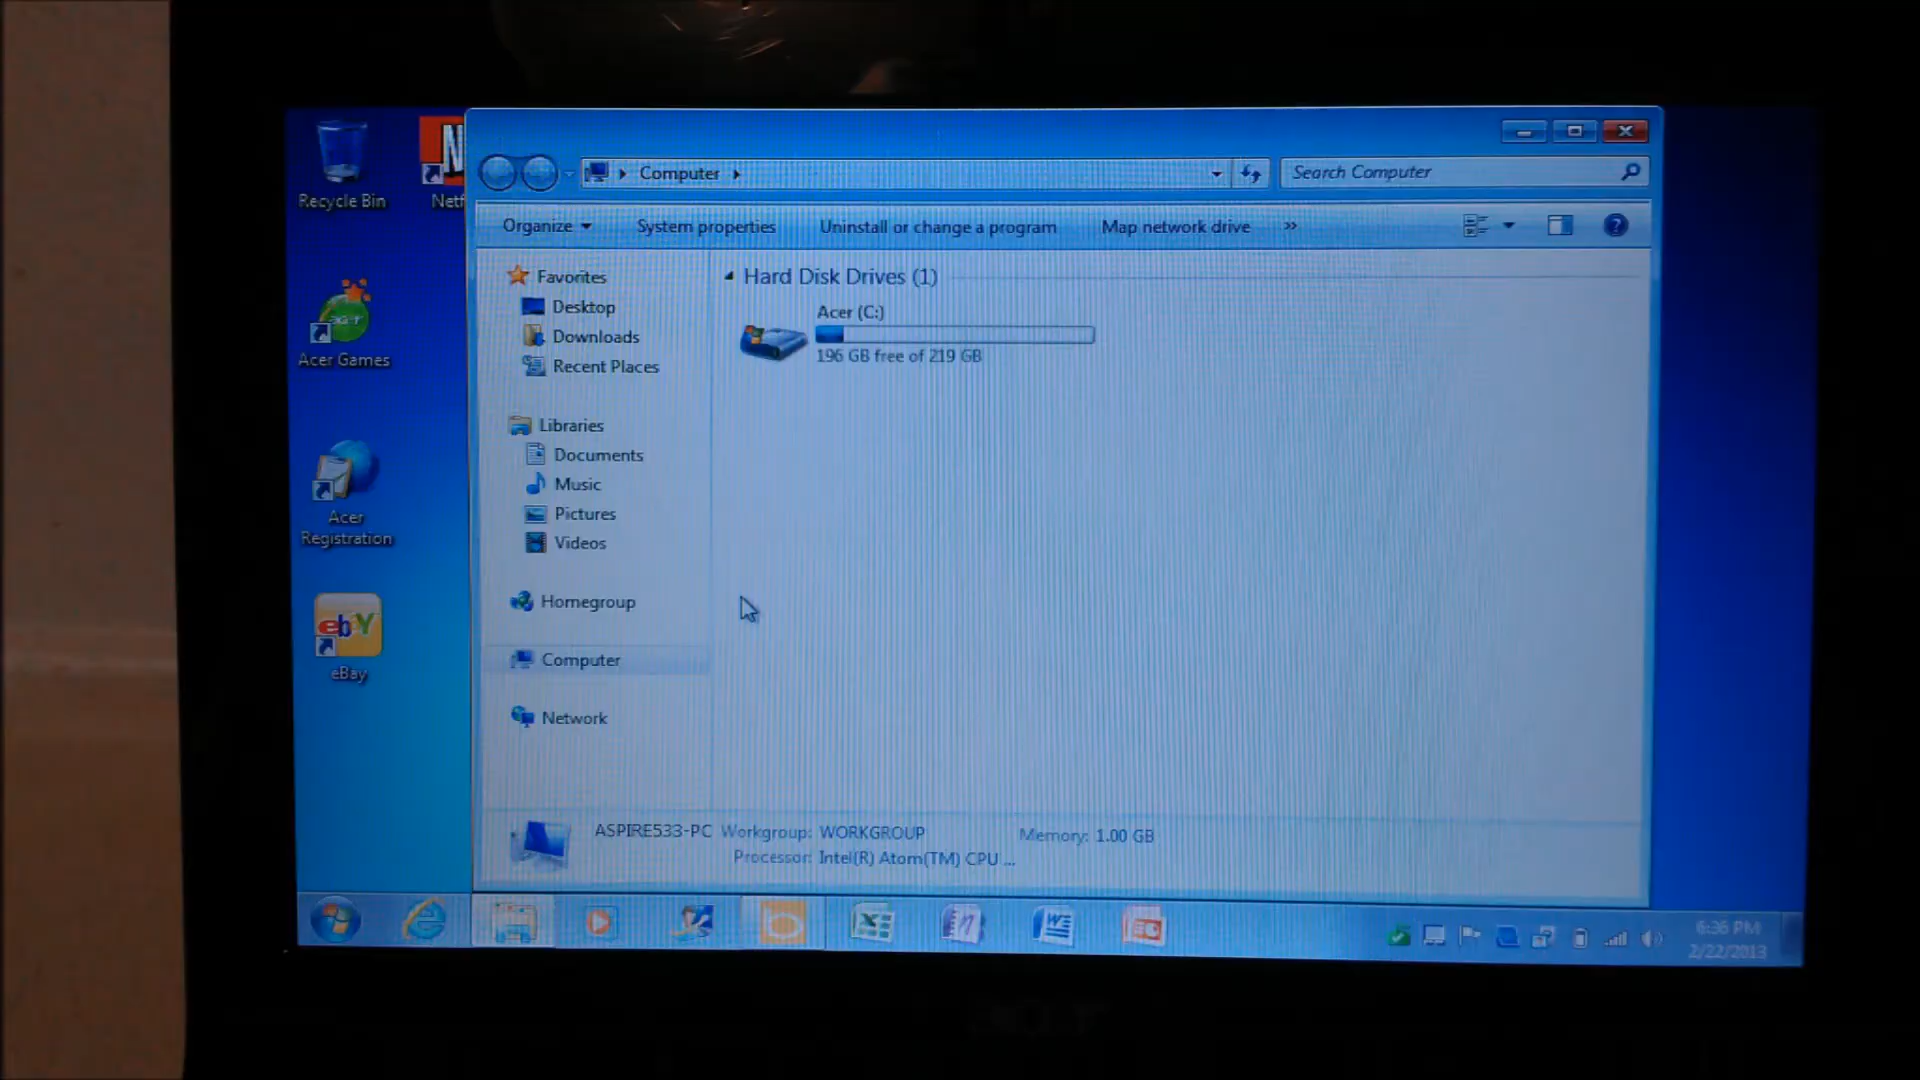 Recycle Bin
Netf
Acer Games
Acer
Registration
ebY
eBay
Computer
Search Computer
Organize
System properties
Uninstall or change a program
Map network drive
»
Favorites
Desktop
Downloads
Recent Places
Libraries
Documents
Music
Pictures
Videos
Homegroup
Computer
Network
Hard Disk Drives (1)
Acer (C:)
196 GB free of 219 GB
ASPIRE533-PC Workgroup: WORKGROUP Memory: 1.00 GB
Processor: Intel(R) Atom(TM) CPU ...
6:36 PM
2/22/2013